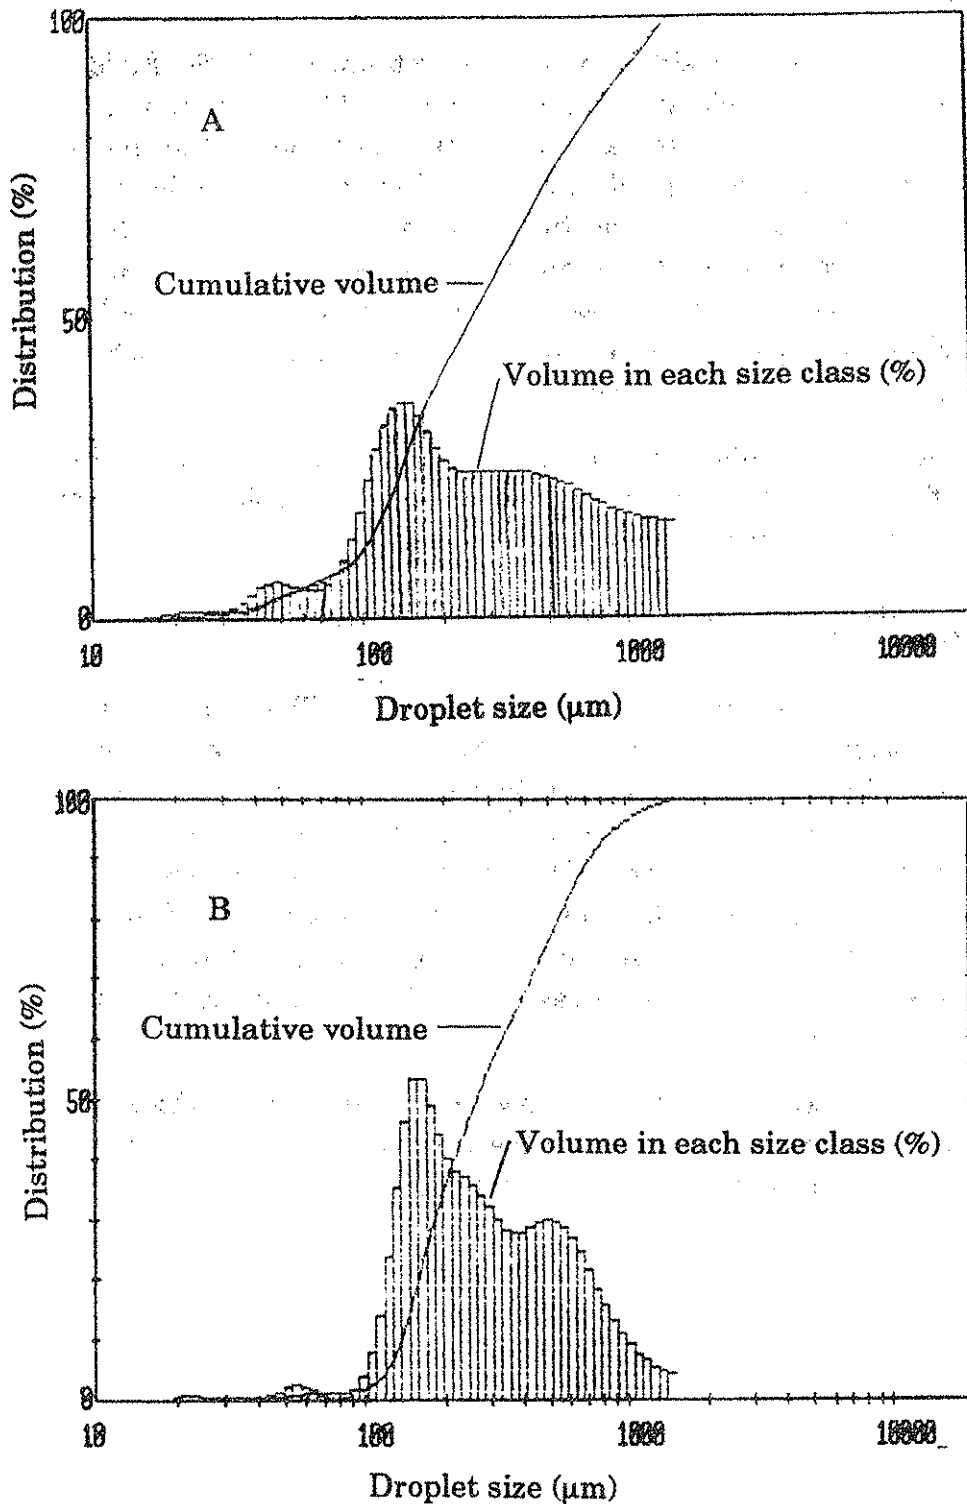 100
A
Distribution (%)
Cumulative volume
50
Volume in each size class (%)
0
10 100 1000 10000
Droplet size (µm)
100
B
Distribution (%)
Cumulative volume
50
Volume in each size class (%)
0
10 100 1000 10000
Droplet size (µm)